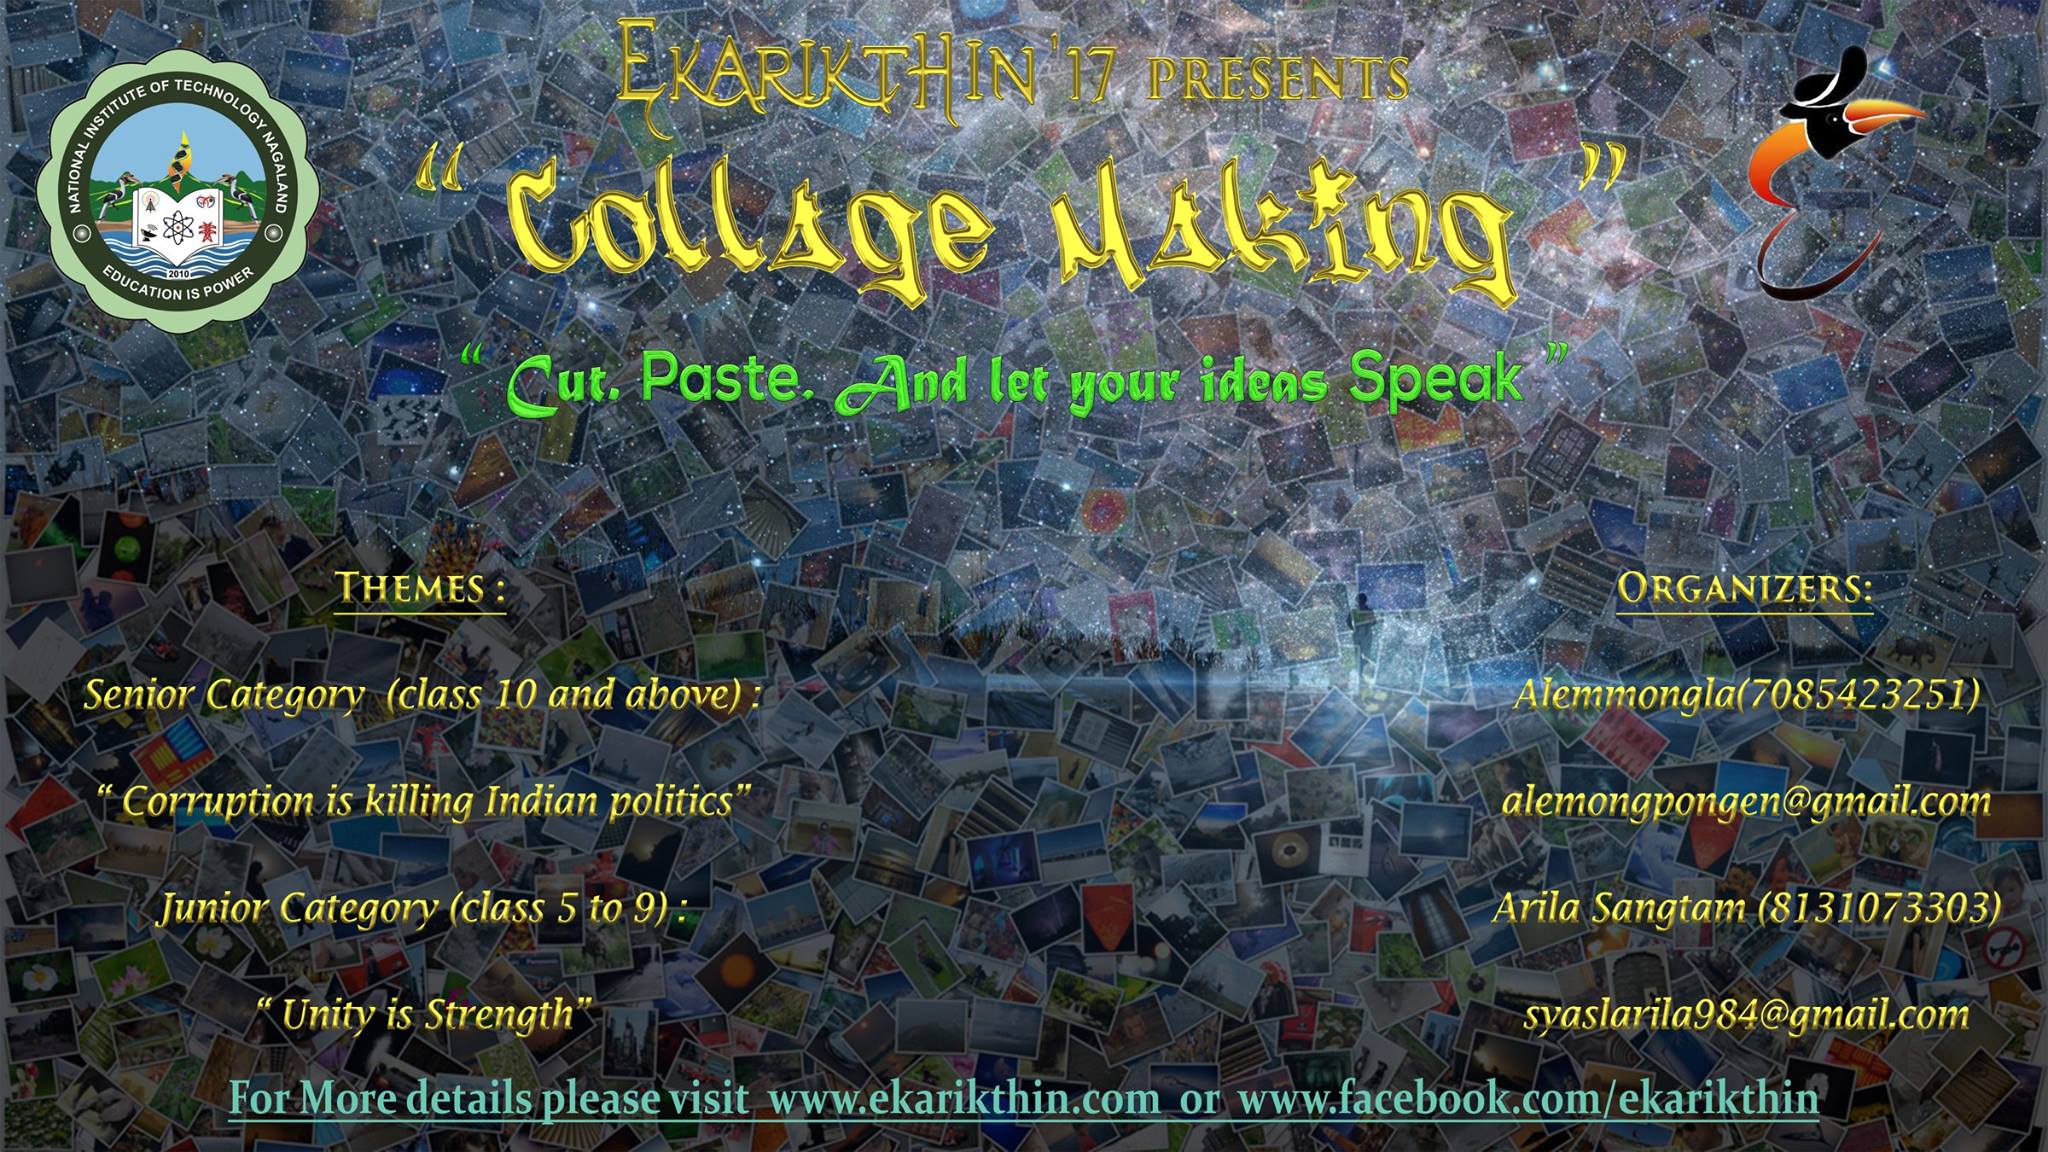 EKARIKTHIN'17 PRESENTS
“ Collage Making ”
“ Cut. Paste. And let your ideas Speak ”
NATIONAL INSTITUTE OF TECHNOLOGY NAGALAND
2010
EDUCATION IS POWER
THEMES :
Senior Category (class 10 and above) :
“ Corruption is killing Indian politics”
Junior Category (class 5 to 9) :
“ Unity is Strength”
ORGANIZERS:
Alemmongla(7085423251)
alemongpongen@gmail.com
Arila Sangtam (8131073303)
syaslarila984@gmail.com
For More details please visit www.ekarikthin.com or www.facebook.com/ekarikthin